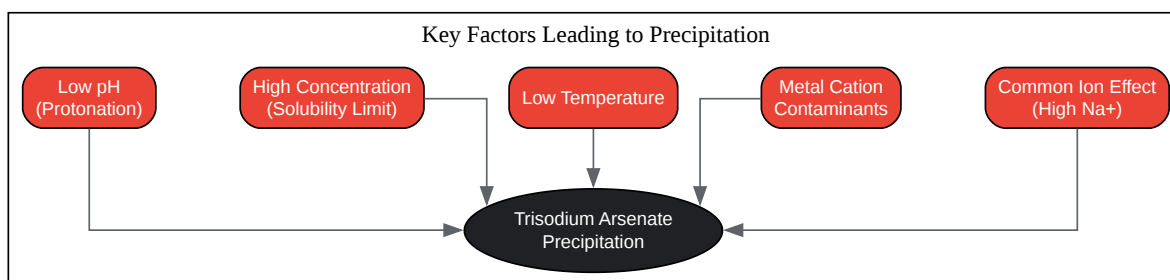 Key Factors Leading to Precipitation
Low pH
(Protonation)
High Concentration
(Solubility Limit)
Low Temperature
Metal Cation
Contaminants
Common Ion Effect
(High Na+)
Trisodium Arsenate
Precipitation